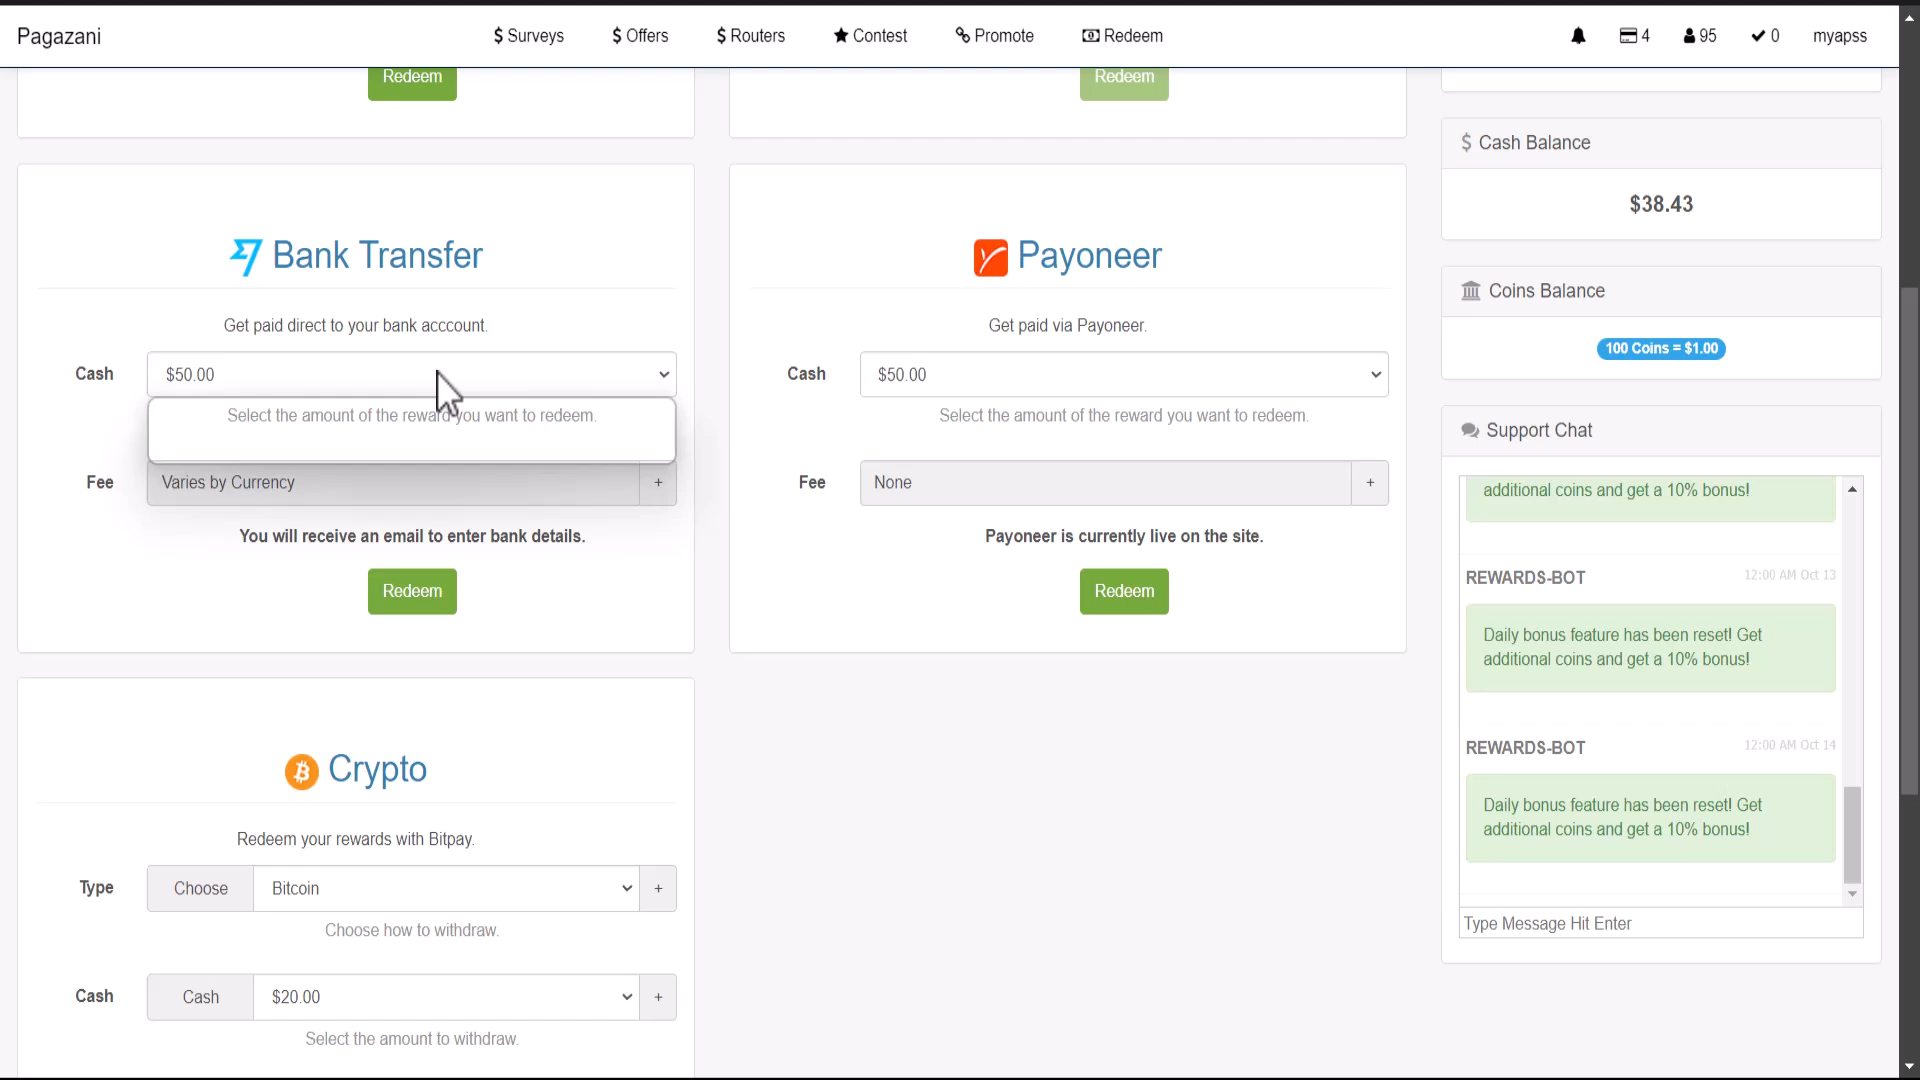 Pagazani
$ Surveys
$ Offers
$ Routers
Contest
Promote
Redeem
4
95
0
myapss
Redeem
Redeem
Bank Transfer
Get paid direct to your bank acccount.
Cash
$50.00
Select the amount of the reward you want to redeem.
Fee
Varies by Currency
+
You will receive an email to enter bank details.
Redeem
Payoneer
Get paid via Payoneer.
Cash
$50.00
Select the amount of the reward you want to redeem.
Fee
None
+
Payoneer is currently live on the site.
Redeem
Crypto
Redeem your rewards with Bitpay.
Type
Choose
Bitcoin
+
Choose how to withdraw.
Cash
Cash
$20.00
+
Select the amount to withdraw.
$ Cash Balance
$38.43
Coins Balance
100 Coins = $1.00
Support Chat
additional coins and get a 10% bonus!
REWARDS-BOT
12:00 AM Oct 13
Daily bonus feature has been reset! Get
additional coins and get a 10% bonus!
REWARDS-BOT
12:00 AM Oct 14
Daily bonus feature has been reset! Get
additional coins and get a 10% bonus!
Type Message Hit Enter